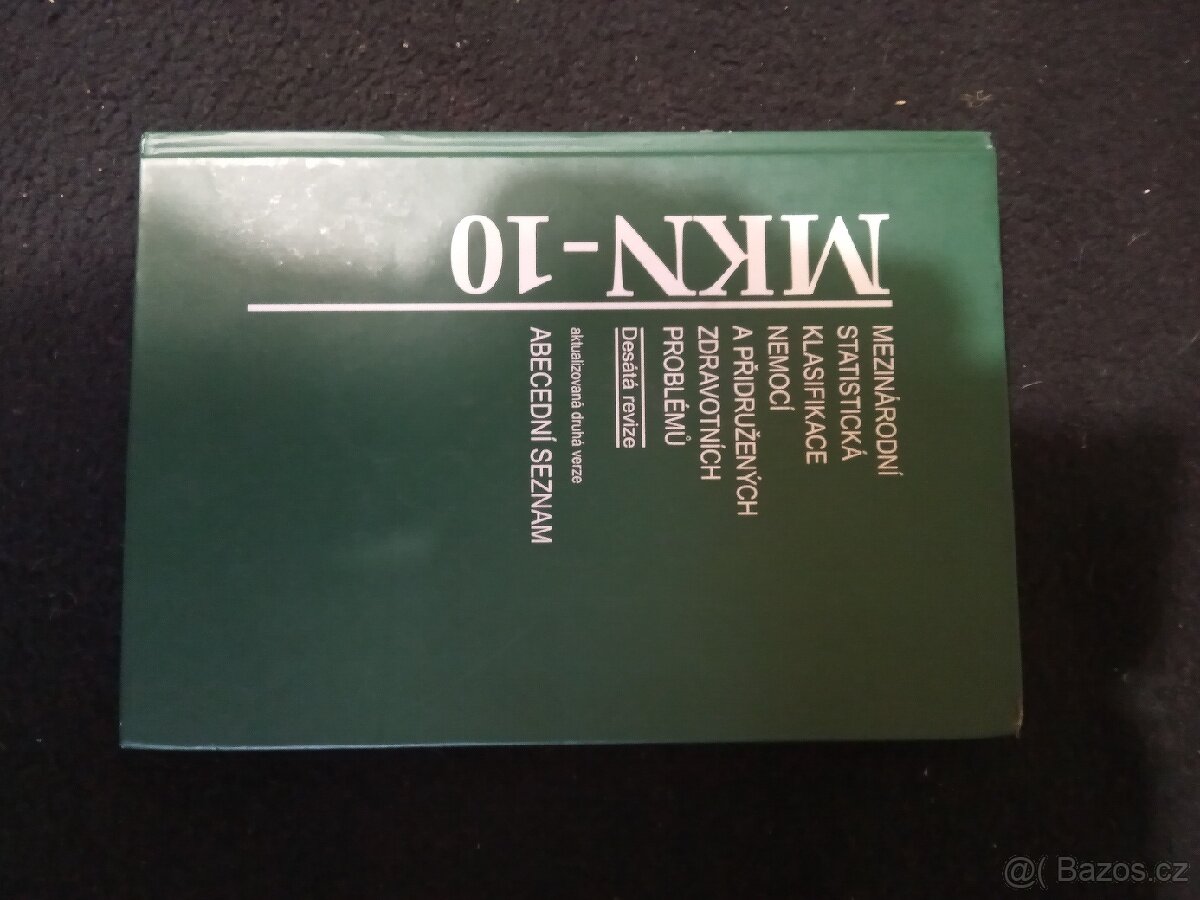 MKN-10
MEZINÁRODNÍ
STATISTICKÁ
KLASIFIKACE
NEMOCÍ
A PŘIDRUŽENÝCH
ZDRAVOTNÍCH
PROBLÉMŮ
Desátá revize
aktualizovaná druhá verze
ABECEDNÍ SEZNAM
@( Bazos.cz